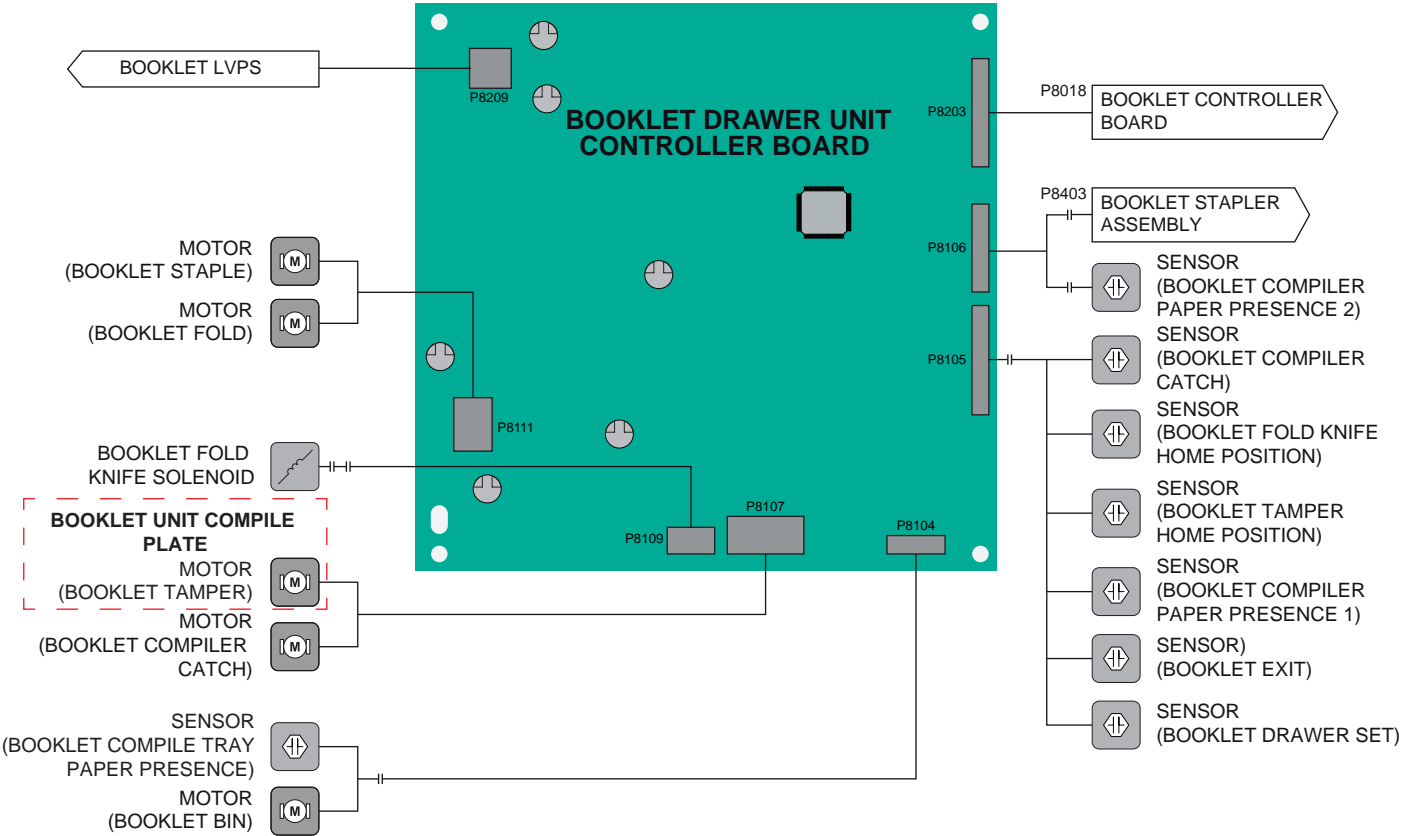 BOOKLET LVPS
P8209
BOOKLET DRAWER UNIT
CONTROLLER BOARD
P8203
P8018
BOOKLET CONTROLLER
BOARD
P8403
BOOKLET STAPLER
ASSEMBLY
P8106
SENSOR
(BOOKLET COMPILER
PAPER PRESENCE 2)
P8105
SENSOR
(BOOKLET COMPILER
CATCH)
SENSOR
(BOOKLET FOLD KNIFE
HOME POSITION)
SENSOR
(BOOKLET TAMPER
HOME POSITION)
SENSOR
(BOOKLET COMPILER
PAPER PRESENCE 1)
SENSOR)
(BOOKLET EXIT)
SENSOR
(BOOKLET DRAWER SET)
MOTOR
(BOOKLET STAPLE)
M
MOTOR
(BOOKLET FOLD)
M
P8111
BOOKLET FOLD
KNIFE SOLENOID
P8109
P8107
P8104
BOOKLET UNIT COMPILE
PLATE
MOTOR
(BOOKLET TAMPER)
M
MOTOR
(BOOKLET COMPILER
CATCH)
M
SENSOR
(BOOKLET COMPILE TRAY
PAPER PRESENCE)
MOTOR
(BOOKLET BIN)
M